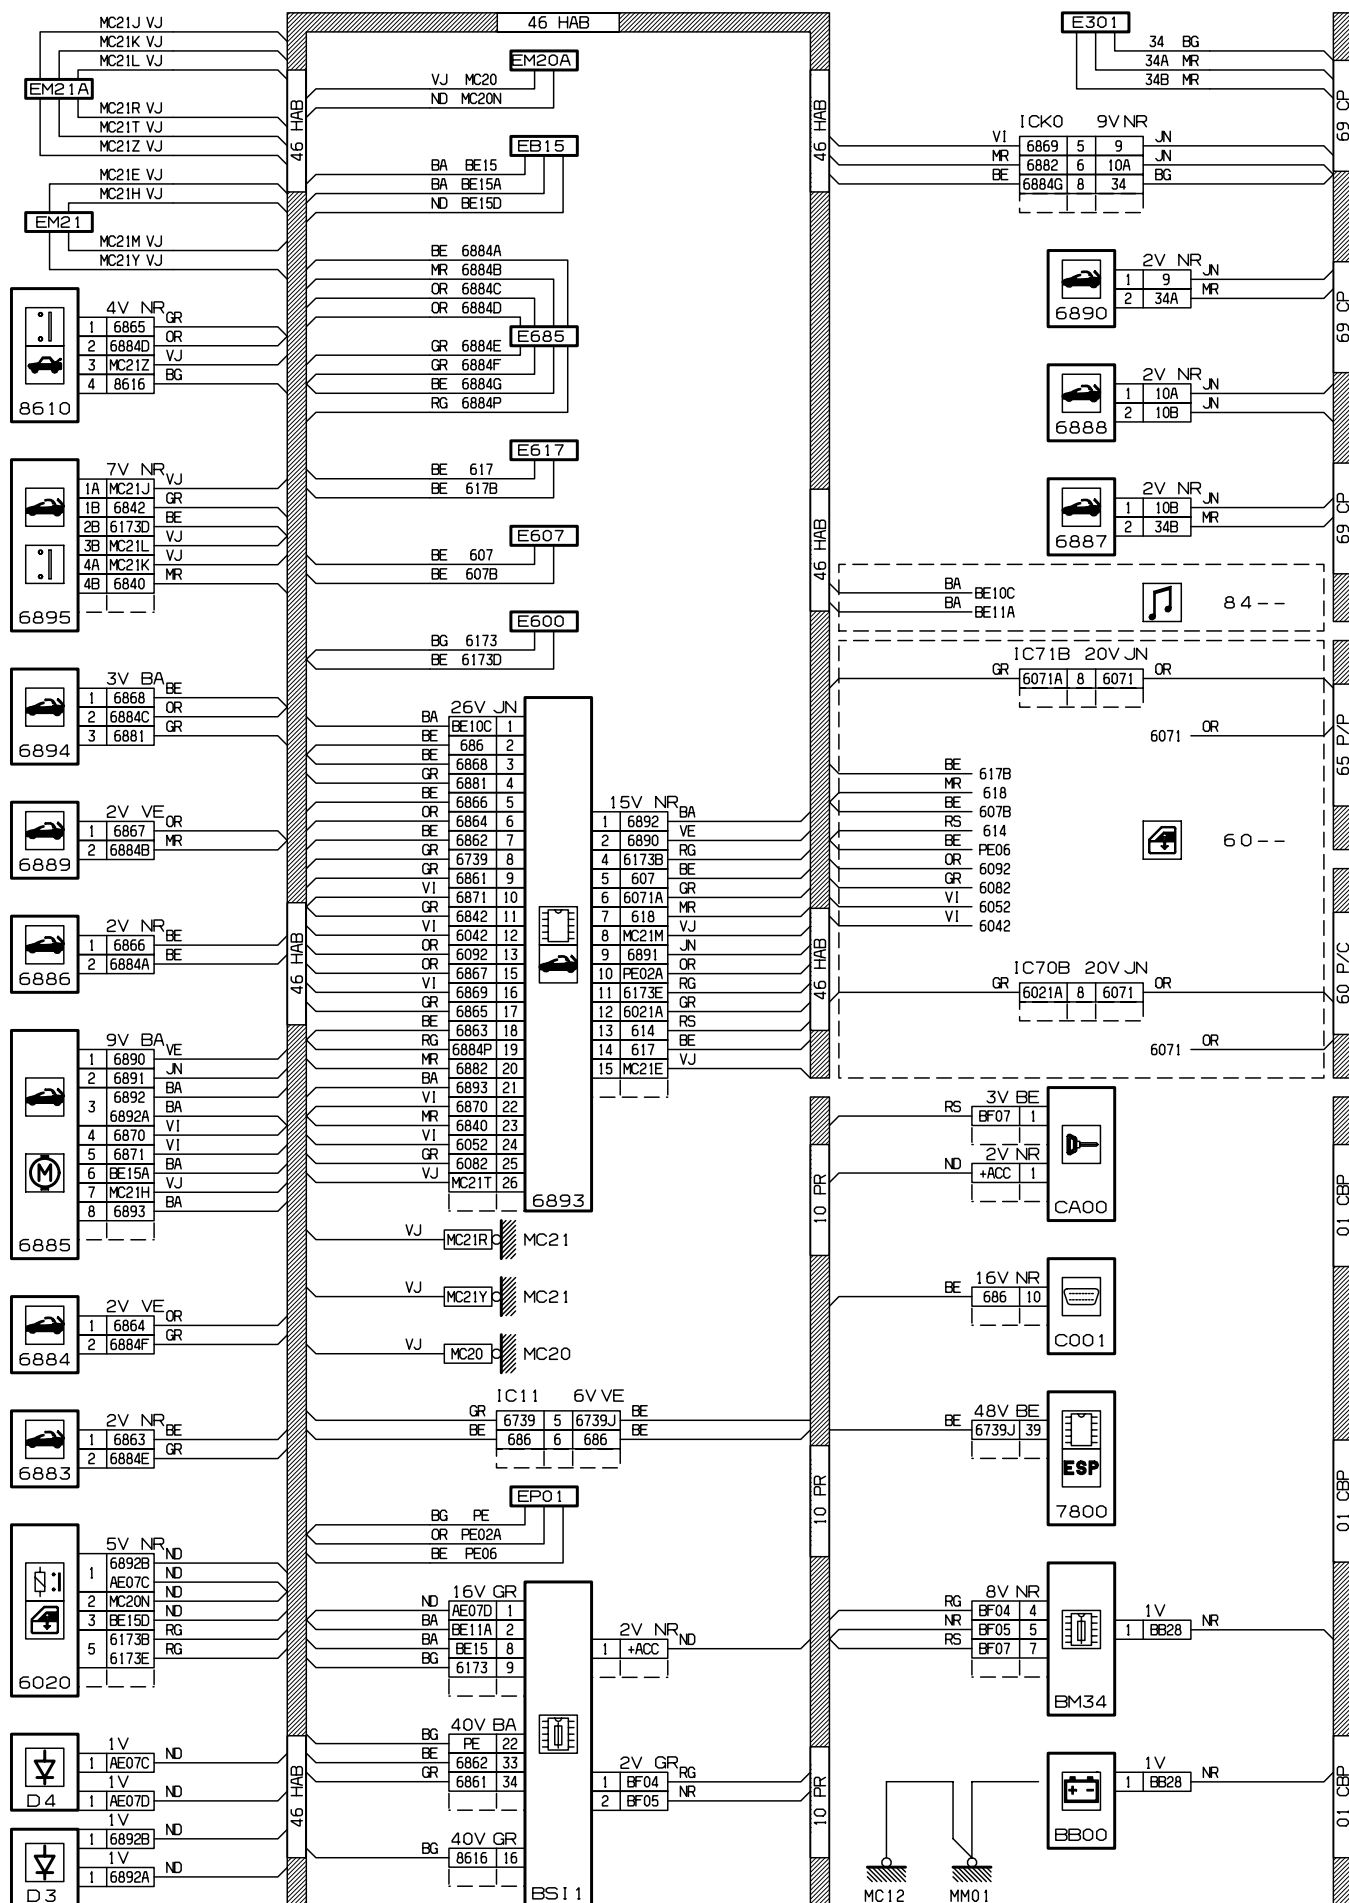 MC21J VJ
MC21K VJ
MC21L VJ
EM21A
MC21R VJ
MC21T VJ
MC21Z VJ
MC21E VJ
MC21H VJ
EM21
MC21M VJ
MC21Y VJ
4V NR
1 6865 GR
2 6884D OR
3 MC21Z VJ
4 8616 BG
8610
7V NR
1A MC21J VJ
1B 6842 GR
2B 6173D BE
3B MC21L VJ
4A MC21K VJ
4B 6840 MR
6895
3V BA
1 6868 BE
2 6884C OR
3 6881 GR
6894
2V VE
1 6867 OR
2 6884B MR
6889
2V NR
1 6866 BE
2 6884A BE
6886
9V BA
1 6890 VE
2 6891 JN
3 6892 BA
6892A BA
4 6870 VI
5 6871 VI
6 BE15A BA
7 MC21H VJ
8 6893 BA
M
6885
2V VE
1 6864 OR
2 6884F GR
6884
2V NR
1 6863 BE
2 6884E GR
6883
5V NR
1 6892B ND
AE07C ND
2 MC20N ND
3 BE15D ND
5 6173B RG
6173E RG
6020
1V
1 AE07C ND
1V
1 AE07D ND
D4
1V
1 6892B ND
1V
1 6892A ND
D3
46 HAB
46 HAB
46 HAB
46 HAB
EM20A
VJ MC20
ND MC20N
EB15
BA BE15
BA BE15A
ND BE15D
BE 6884A
MR 6884B
OR 6884C
OR 6884D
E685
GR 6884E
GR 6884F
BE 6884G
RG 6884P
E617
BE 617
BE 617B
E607
BE 607
BE 607B
E600
BG 6173
BE 6173D
26V JN
BA BE10C 1
BE 686 2
BE 6868 3
GR 6881 4
BE 6866 5
OR 6864 6
BE 6862 7
GR 6739 8
GR 6861 9
VI 6871 10
GR 6842 11
VI 6042 12
OR 6092 13
OR 6867 15
VI 6869 16
GR 6865 17
BE 6863 18
RG 6884P 19
MR 6882 20
BA 6893 21
VI 6870 22
MR 6840 23
VI 6052 24
GR 6082 25
VJ MC21T 26
6893
15V NR
1 6892 BA
2 6890 VE
4 6173B RG
5 607 BE
6 6071A GR
7 618 MR
8 MC21M VJ
9 6891 JN
10 PE02A OR
11 6173E RG
12 6021A GR
13 614 RS
14 617 BE
15 MC21E VJ
VJ MC21R MC21
VJ MC21Y MC21
VJ MC20 MC20
IC11 6V VE
GR 6739 5 6739J BE
BE 686 6 686 BE
EP01
BG PE
OR PE02A
BE PE06
16V GR
ND AE07D 1
BA BE11A 2
BA BE15 8
BG 6173 9
2V NR
1 +ACC ND
40V BA
BG PE 22
BE 6862 33
GR 6861 34
2V GR
1 BF04 RG
2 BF05 NR
40V GR
BG 8616 16
BSI1
46 HAB
46 HAB
46 HAB
10 PR
10 PR
10 PR
E301
34 BG
34A MR
34B MR
ICK0 9V NR
VI 6869 5 9 JN
MR 6882 6 10A JN
BE 6884G 8 34 BG
2V NR
1 9 JN
2 34A MR
6890
2V NR
1 10A JN
2 10B JN
6888
2V NR
1 10B JN
2 34B MR
6887
BA BE10C
BA BE11A
84--
IC71B 20V JN
GR 6071A 8 6071 OR
6071 OR
BE 617B
MR 618
BE 607B
RS 614
BE PE06
OR 6092
GR 6082
VI 6052
VI 6042
60--
IC70B 20V JN
GR 6021A 8 6071 OR
6071 OR
3V BE
RS BF07 1
2V NR
ND +ACC 1
CA00
16V NR
BE 686 10
C001
48V BE
BE 6739J 39
ESP
7800
8V NR
RG BF04 4
NR BF05 5
RS BF07 7
1V
1 BB28 NR
BM34
1V
1 BB28 NR
+ -
BB00
MC12
MM01
69 CP
69 CP
69 CP
65 P/P
60 P/C
01 CBP
01 CBP
01 CBP